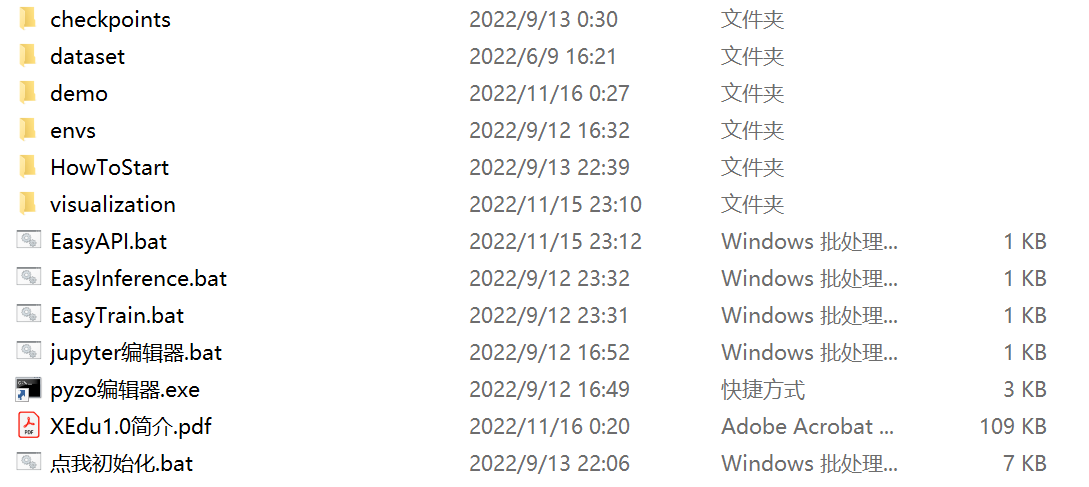 checkpoints 2022/9/13 0:30 文件夹
dataset 2022/6/9 16:21 文件夹
demo 2022/11/16 0:27 文件夹
envs 2022/9/12 16:32 文件夹
HowToStart 2022/9/13 22:39 文件夹
visualization 2022/11/15 23:10 文件夹
EasyAPI.bat 2022/11/15 23:12 Windows 批处理... 1 KB
EasyInference.bat 2022/9/12 23:32 Windows 批处理... 1 KB
EasyTrain.bat 2022/9/12 23:31 Windows 批处理... 1 KB
jupyter编辑器.bat 2022/9/12 16:52 Windows 批处理... 1 KB
pyzo编辑器.exe 2022/9/12 16:49 快捷方式 3 KB
XEdu1.0简介.pdf 2022/11/16 0:20 Adobe Acrobat ... 109 KB
点我初始化.bat 2022/9/13 22:06 Windows 批处理... 7 KB